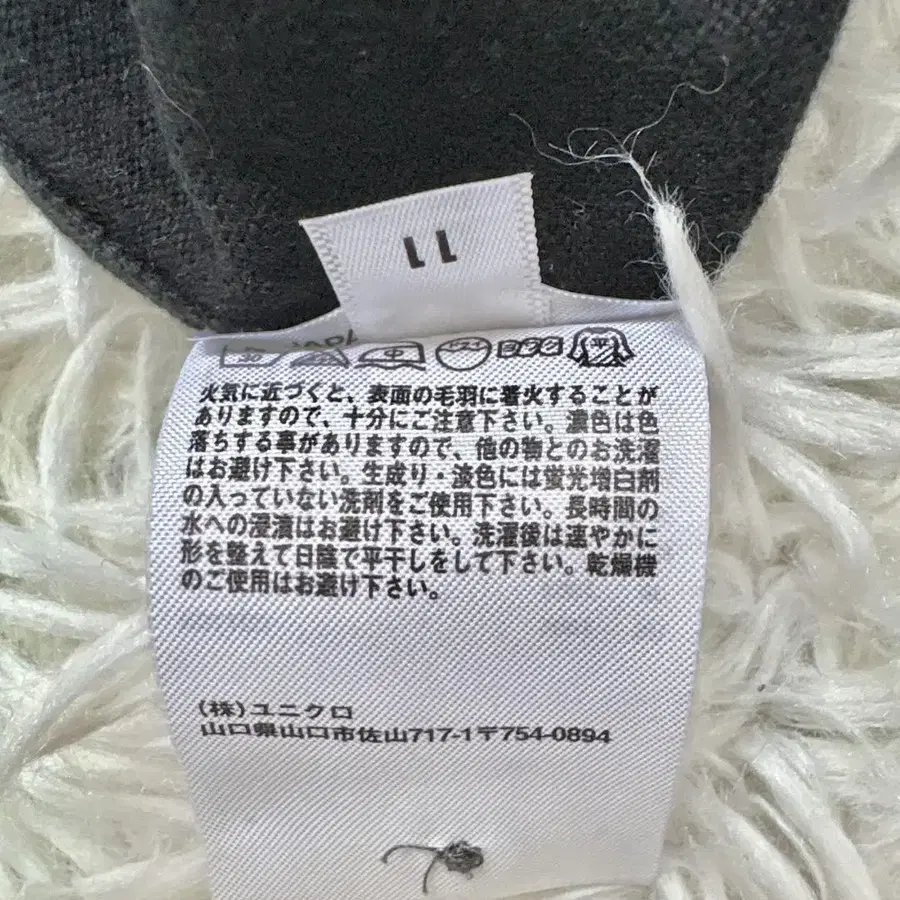 11
火気に近づくと、表面の毛羽に着火することが
ありますので、十分にご注意下さい。濃色は色
落ちする事がありますので、他の物とのお洗濯
はお避け下さい。生成り・淡色には蛍光増白剤
の入っていない洗剤をご使用下さい。長時間の
水への浸漬はお避け下さい。洗濯後は速やかに
形を整えて日陰で平干しをして下さい。乾燥機
のご使用はお避け下さい。
(株)ユニクロ
山口県山口市佐山717-1〒754-0894